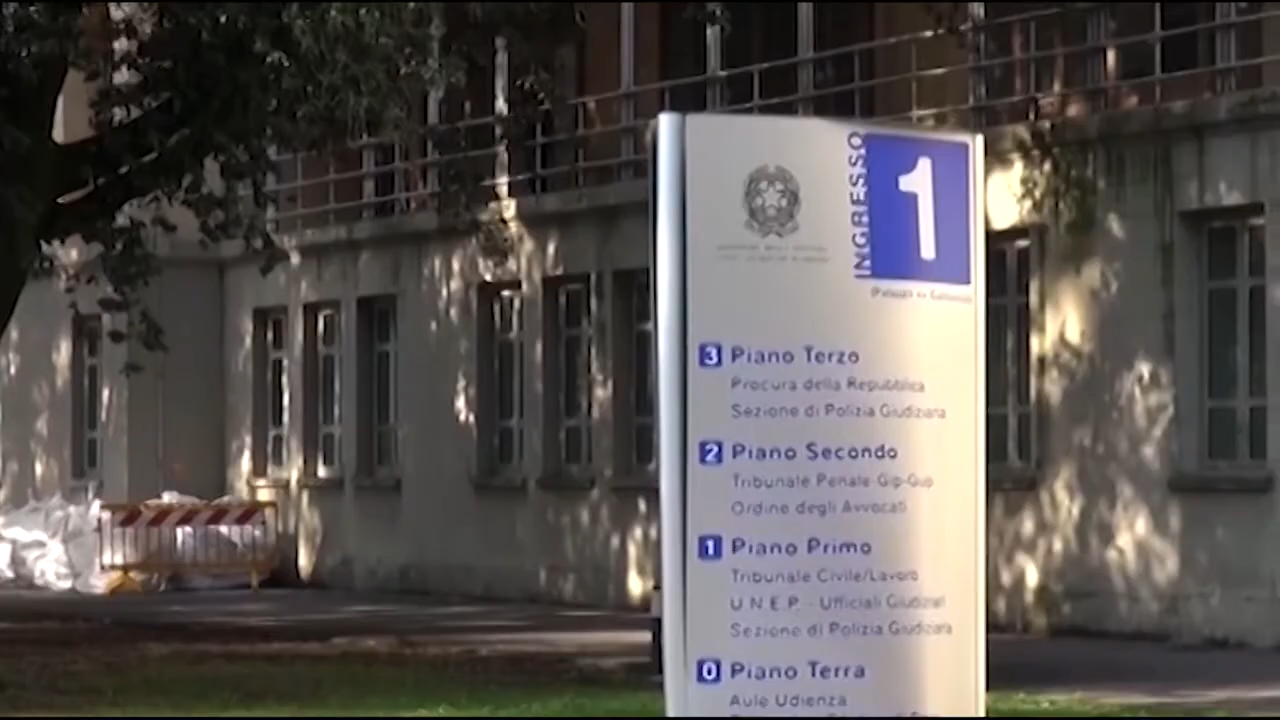 INGRESSO
1
3 Piano Terzo
Procura della Repubblica
Sezione di Polizia Giudiziaria
2 Piano Secondo
Tribunale Penale-Gip-Gup
Ordine degli Avvocati
1 Piano Primo
Tribunale Civile/Lavoro
U.N.E.P. - Ufficiali Giudiziari
Sezione di Polizia Giudiziaria
0 Piano Terra
Aule Udienza